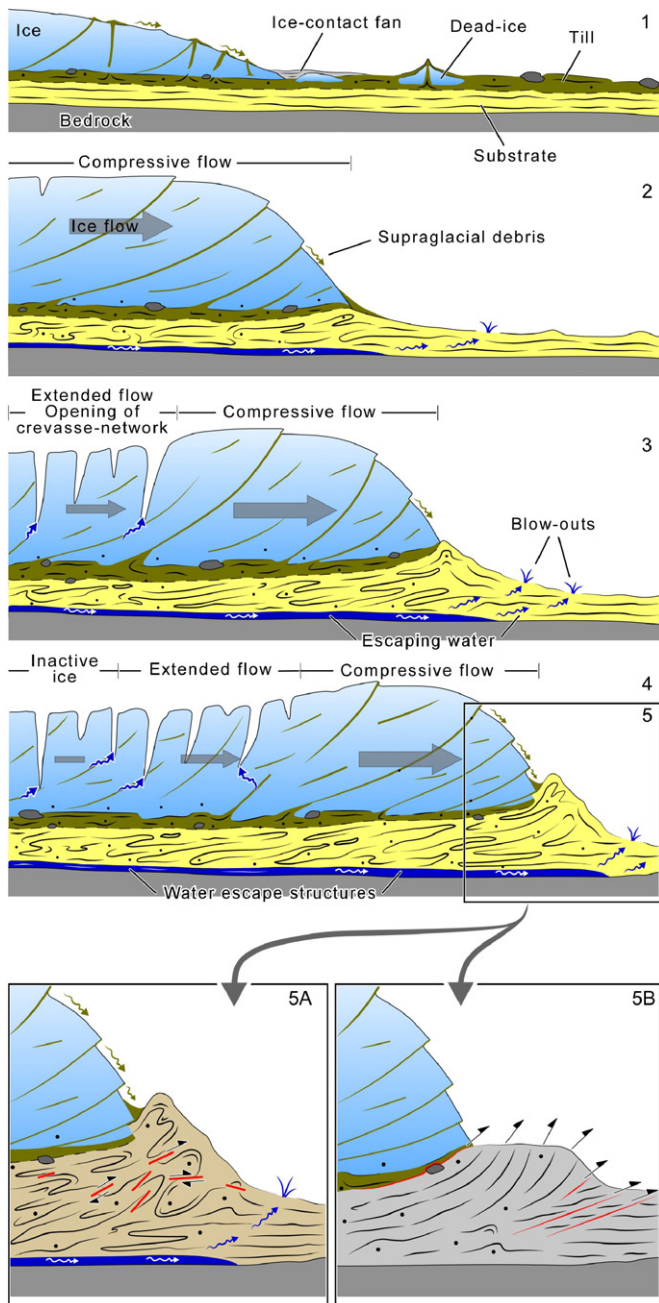 1
Ice
Ice-contact fan
Dead-ice
Till
Bedrock
Substrate
Compressive flow
2
Ice flow
Supraglacial debris
Extended flow
Opening of
crevasse-network
Compressive flow
3
Blow-outs
Escaping water
Inactive
ice
Extended flow
Compressive flow
4
5
Water escape structures
5A
5B